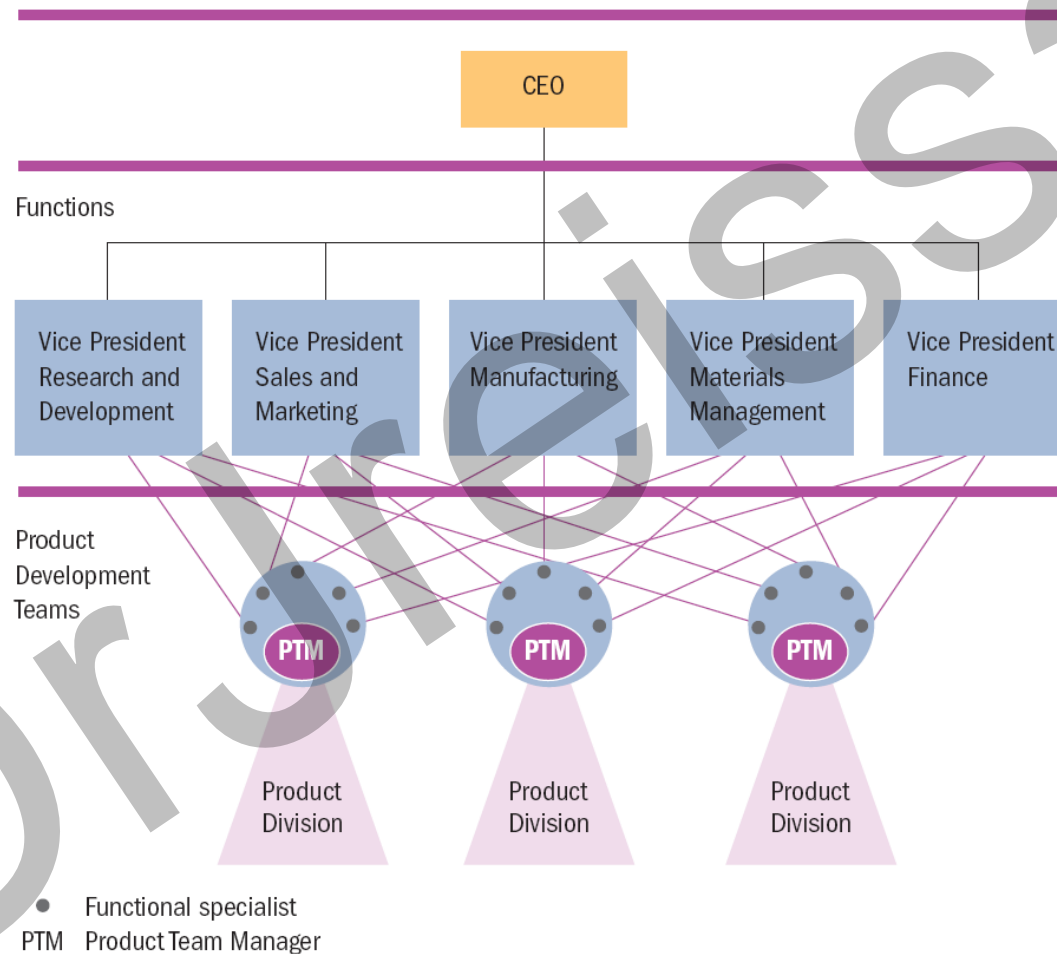 CEO
Functions
Vice President
Research and
Development
Vice President
Sales and
Marketing
Vice President
Manufacturing
Vice President
Materials
Management
Vice President
Finance
Product
Development
Teams
PTM
PTM
PTM
Product
Division
Product
Division
Product
Division
Functional specialist
PTM Product Team Manager